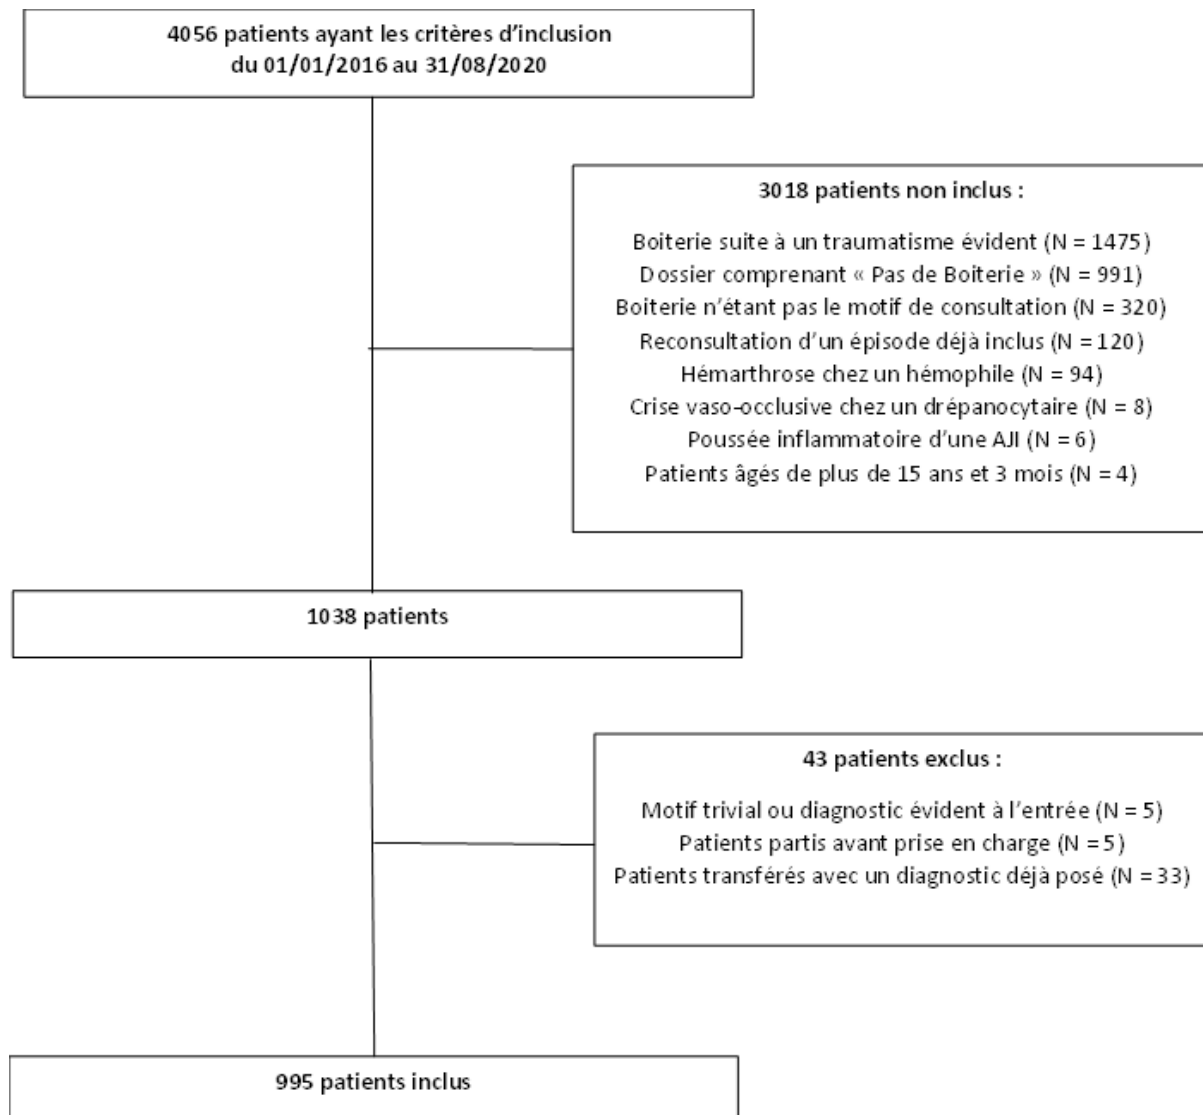 4056 patients ayant les critères d’inclusion
du 01/01/2016 au 31/08/2020
3018 patients non inclus :
Boiterie suite à un traumatisme évident (N = 1475)
Dossier comprenant « Pas de Boiterie » (N = 991)
Boiterie n’étant pas le motif de consultation (N = 320)
Reconsultation d’un épisode déjà inclus (N = 120)
Hémarthrose chez un hémophile (N = 94)
Crise vaso-occlusive chez un drépanocytaire (N = 8)
Poussée inflammatoire d’une AJI (N = 6)
Patients âgés de plus de 15 ans et 3 mois (N = 4)
1038 patients
43 patients exclus :
Motif trivial ou diagnostic évident à l’entrée (N = 5)
Patients partis avant prise en charge (N = 5)
Patients transférés avec un diagnostic déjà posé (N = 33)
995 patients inclus